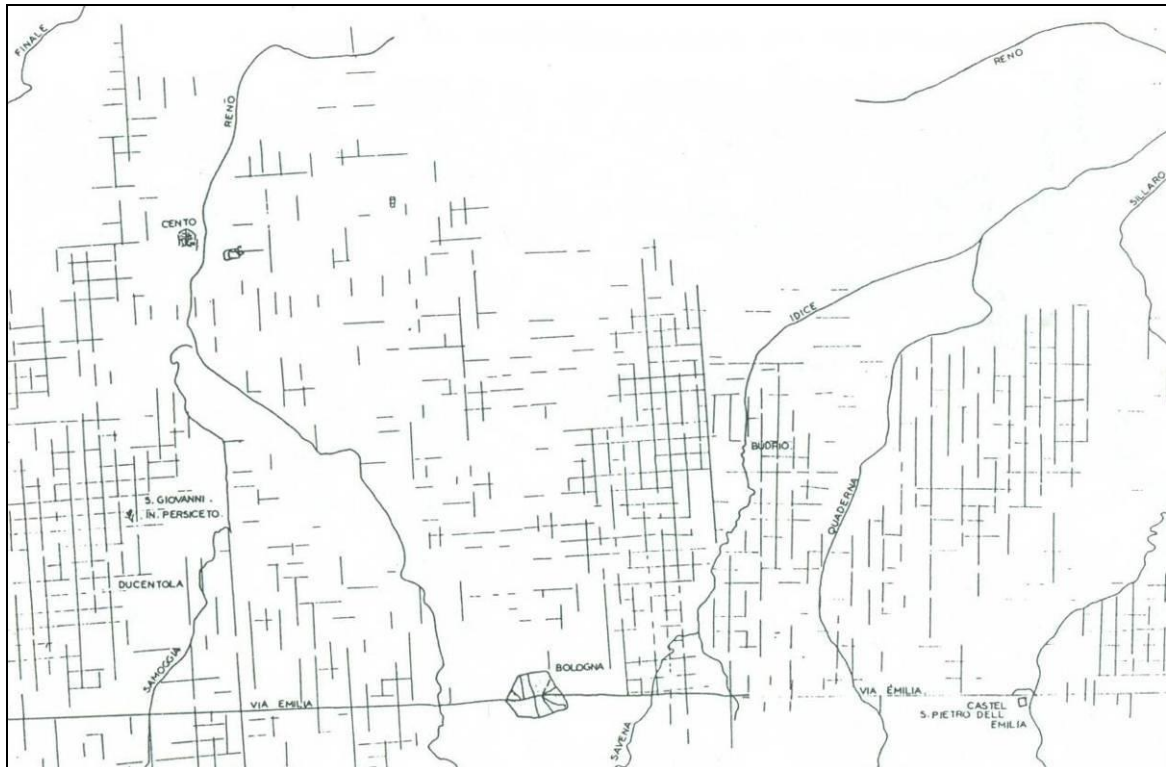 FINALE
RENO
RENO
SILLARO
CENTO
IDICE
BUDRIO.
S. GIOVANNI.
IN. PERSICETO.
QUADERNA
DUCENTOLA
SAMOGGIA
BOLOGNA
VIA EMILIA
VIA EMILIA.
CASTEL
S. PIETRO DELL
EMILIA
SAVENA